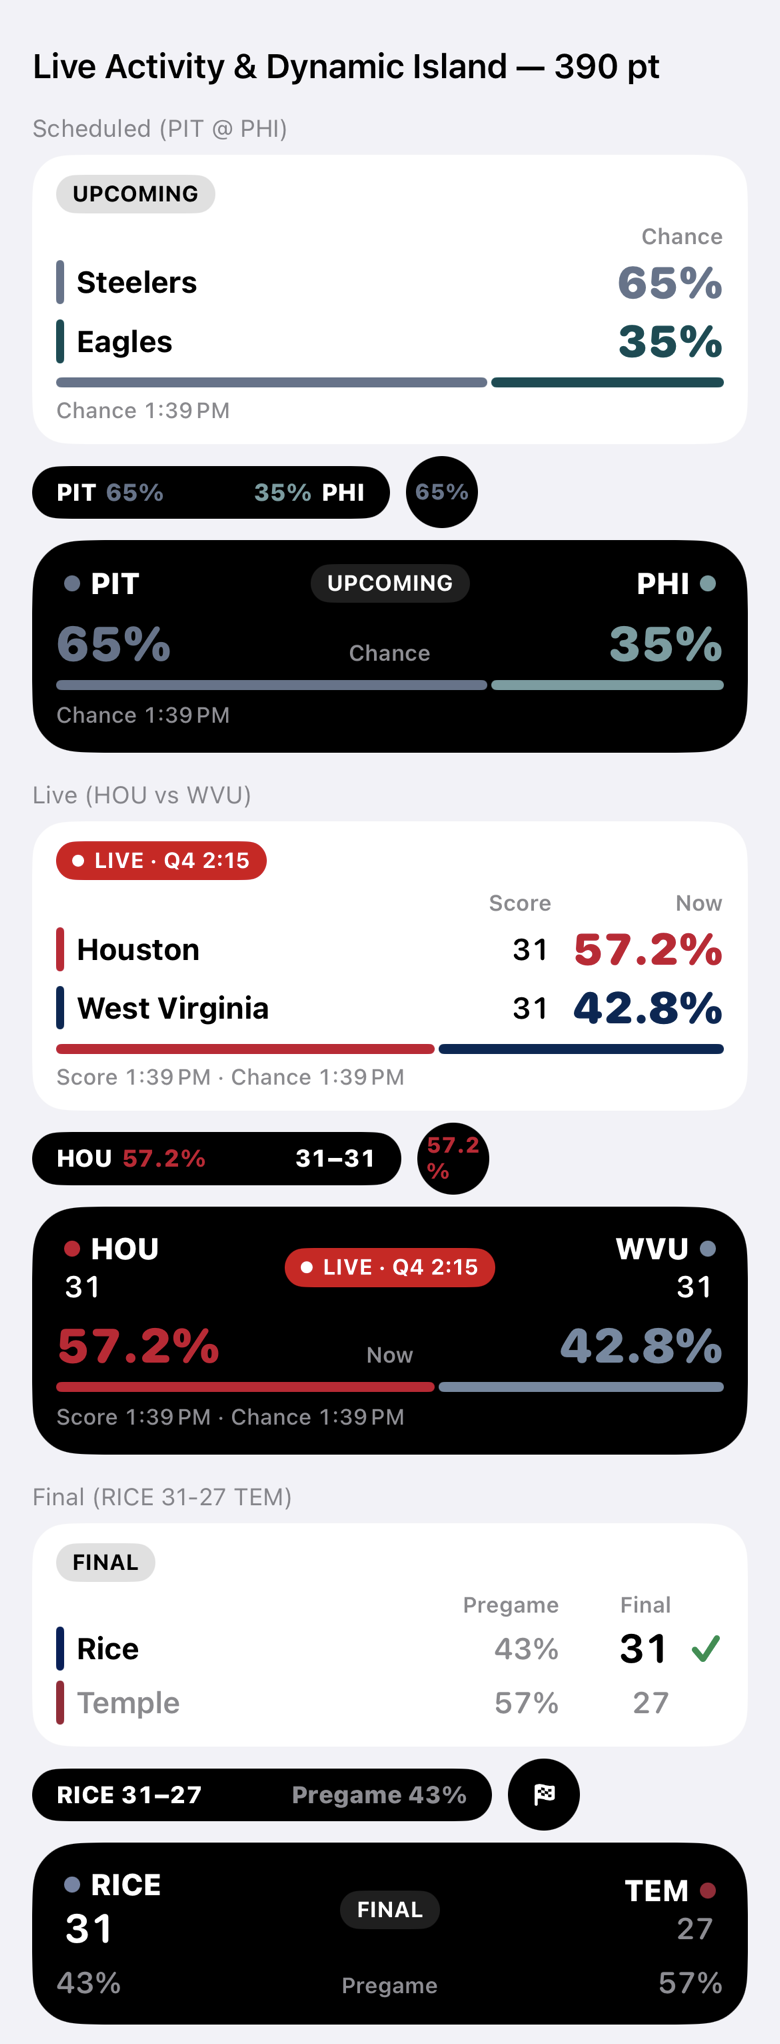 Live Activity & Dynamic Island — 390 pt
Scheduled (PIT @ PHI)
UPCOMING
Chance
Steelers 65%
Eagles 35%
Chance 1:39 PM
PIT 65% 35% PHI 65%
PIT UPCOMING PHI
65% Chance 35%
Chance 1:39 PM
Live (HOU vs WVU)
LIVE · Q4 2:15
Score Now
Houston 31 57.2%
West Virginia 31 42.8%
Score 1:39 PM · Chance 1:39 PM
HOU 57.2% 31–31 57.2
%
HOU LIVE · Q4 2:15 WVU
31 31
57.2% Now 42.8%
Score 1:39 PM · Chance 1:39 PM
Final (RICE 31-27 TEM)
FINAL
Pregame Final
Rice 43% 31
Temple 57% 27
RICE 31–27 Pregame 43%
RICE FINAL TEM
31 27
43% Pregame 57%